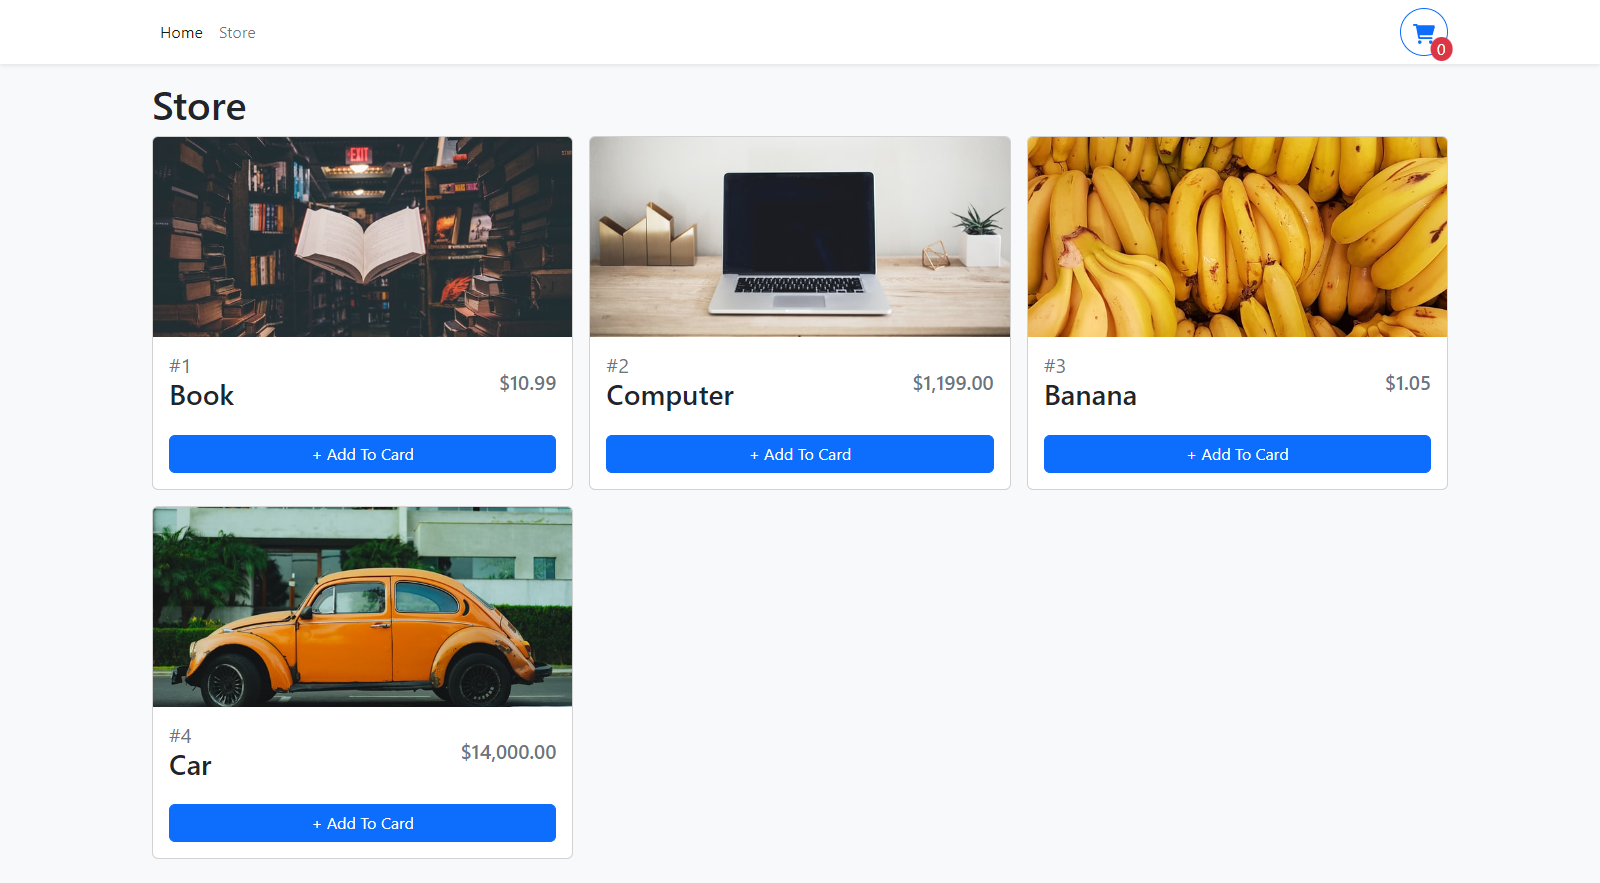 Home Store
0
Store
EXIT
#1
Book
$10.99
+ Add To Card
#2
Computer
$1,199.00
+ Add To Card
#3
Banana
$1.05
+ Add To Card
#4
Car
$14,000.00
+ Add To Card